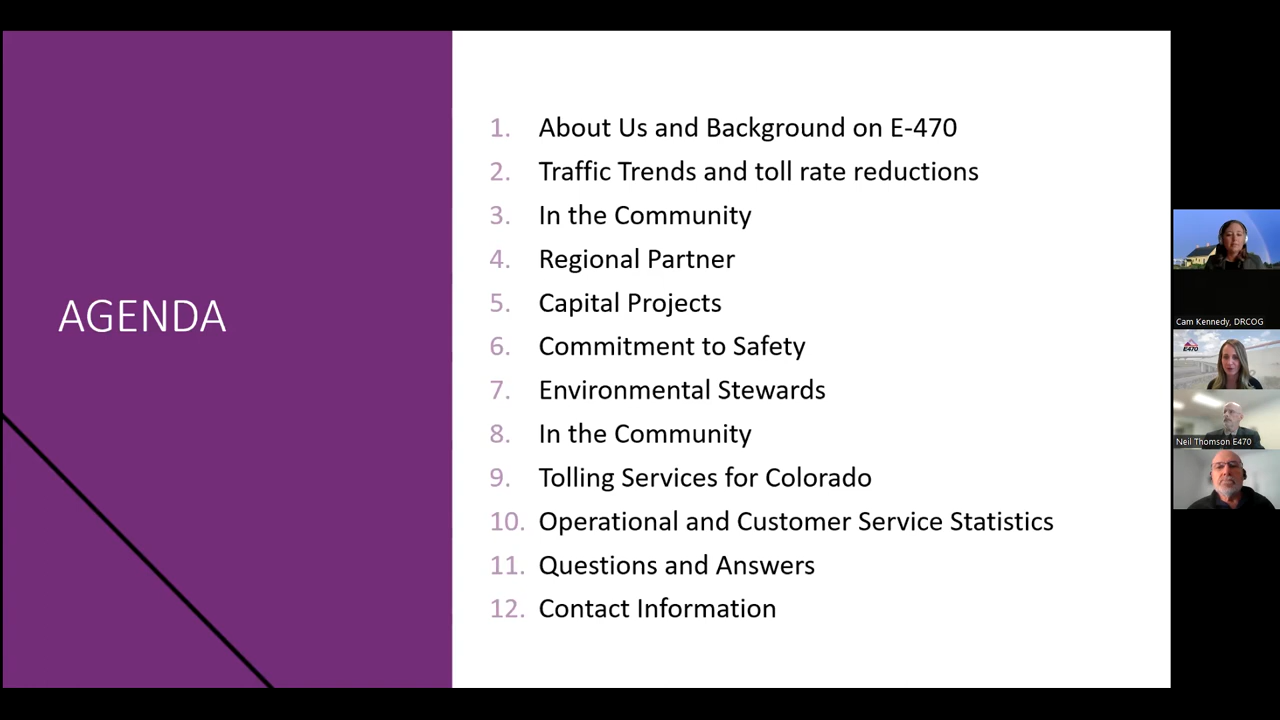 AGENDA
1. About Us and Background on E-470
2. Traffic Trends and toll rate reductions
3. In the Community
4. Regional Partner
5. Capital Projects
6. Commitment to Safety
7. Environmental Stewards
8. In the Community
9. Tolling Services for Colorado
10. Operational and Customer Service Statistics
11. Questions and Answers
12. Contact Information
Cam Kennedy, DRCOG
E470
Neil Thomson E470